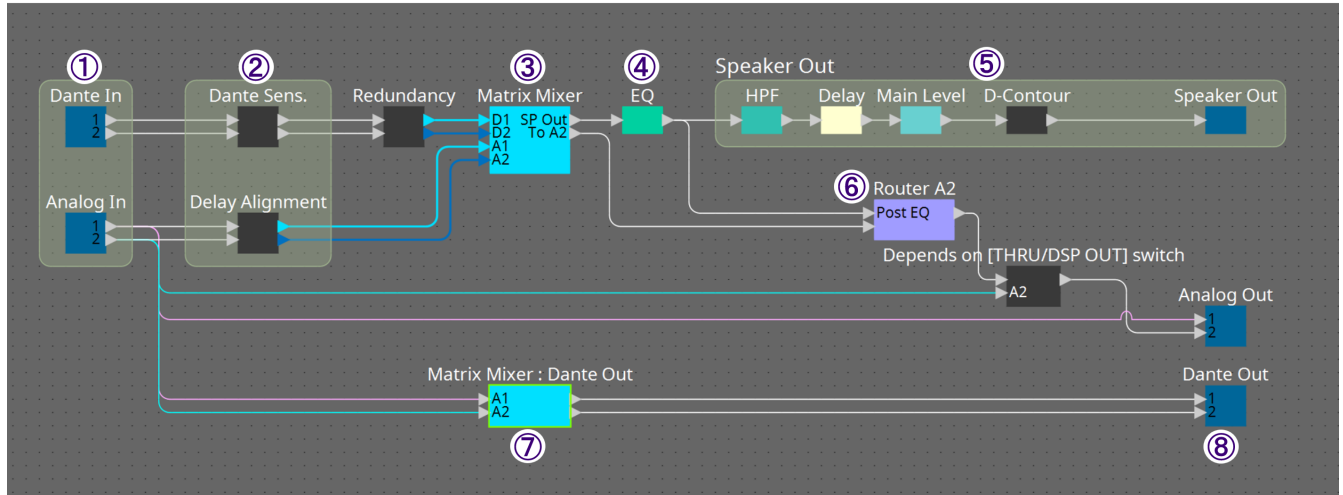 ① ② ③ ④ ⑤
Speaker Out
Dante In Dante Sens. Redundancy Matrix Mixer EQ HPF Delay Main Level D-Contour Speaker Out
1 D1 SP Out
2 D2 To A2
A1
A2
Analog In Delay Alignment
1
2
⑥ Router A2
Post EQ
Depends on [THRU/DSP OUT] switch
A2
Analog Out
1
2
Matrix Mixer : Dante Out Dante Out
A1 1
A2 2
⑦ ⑧